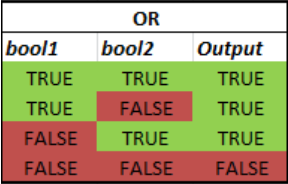 OR
bool1 bool2 Output
TRUE TRUE TRUE
TRUE FALSE TRUE
FALSE TRUE TRUE
FALSE FALSE FALSE